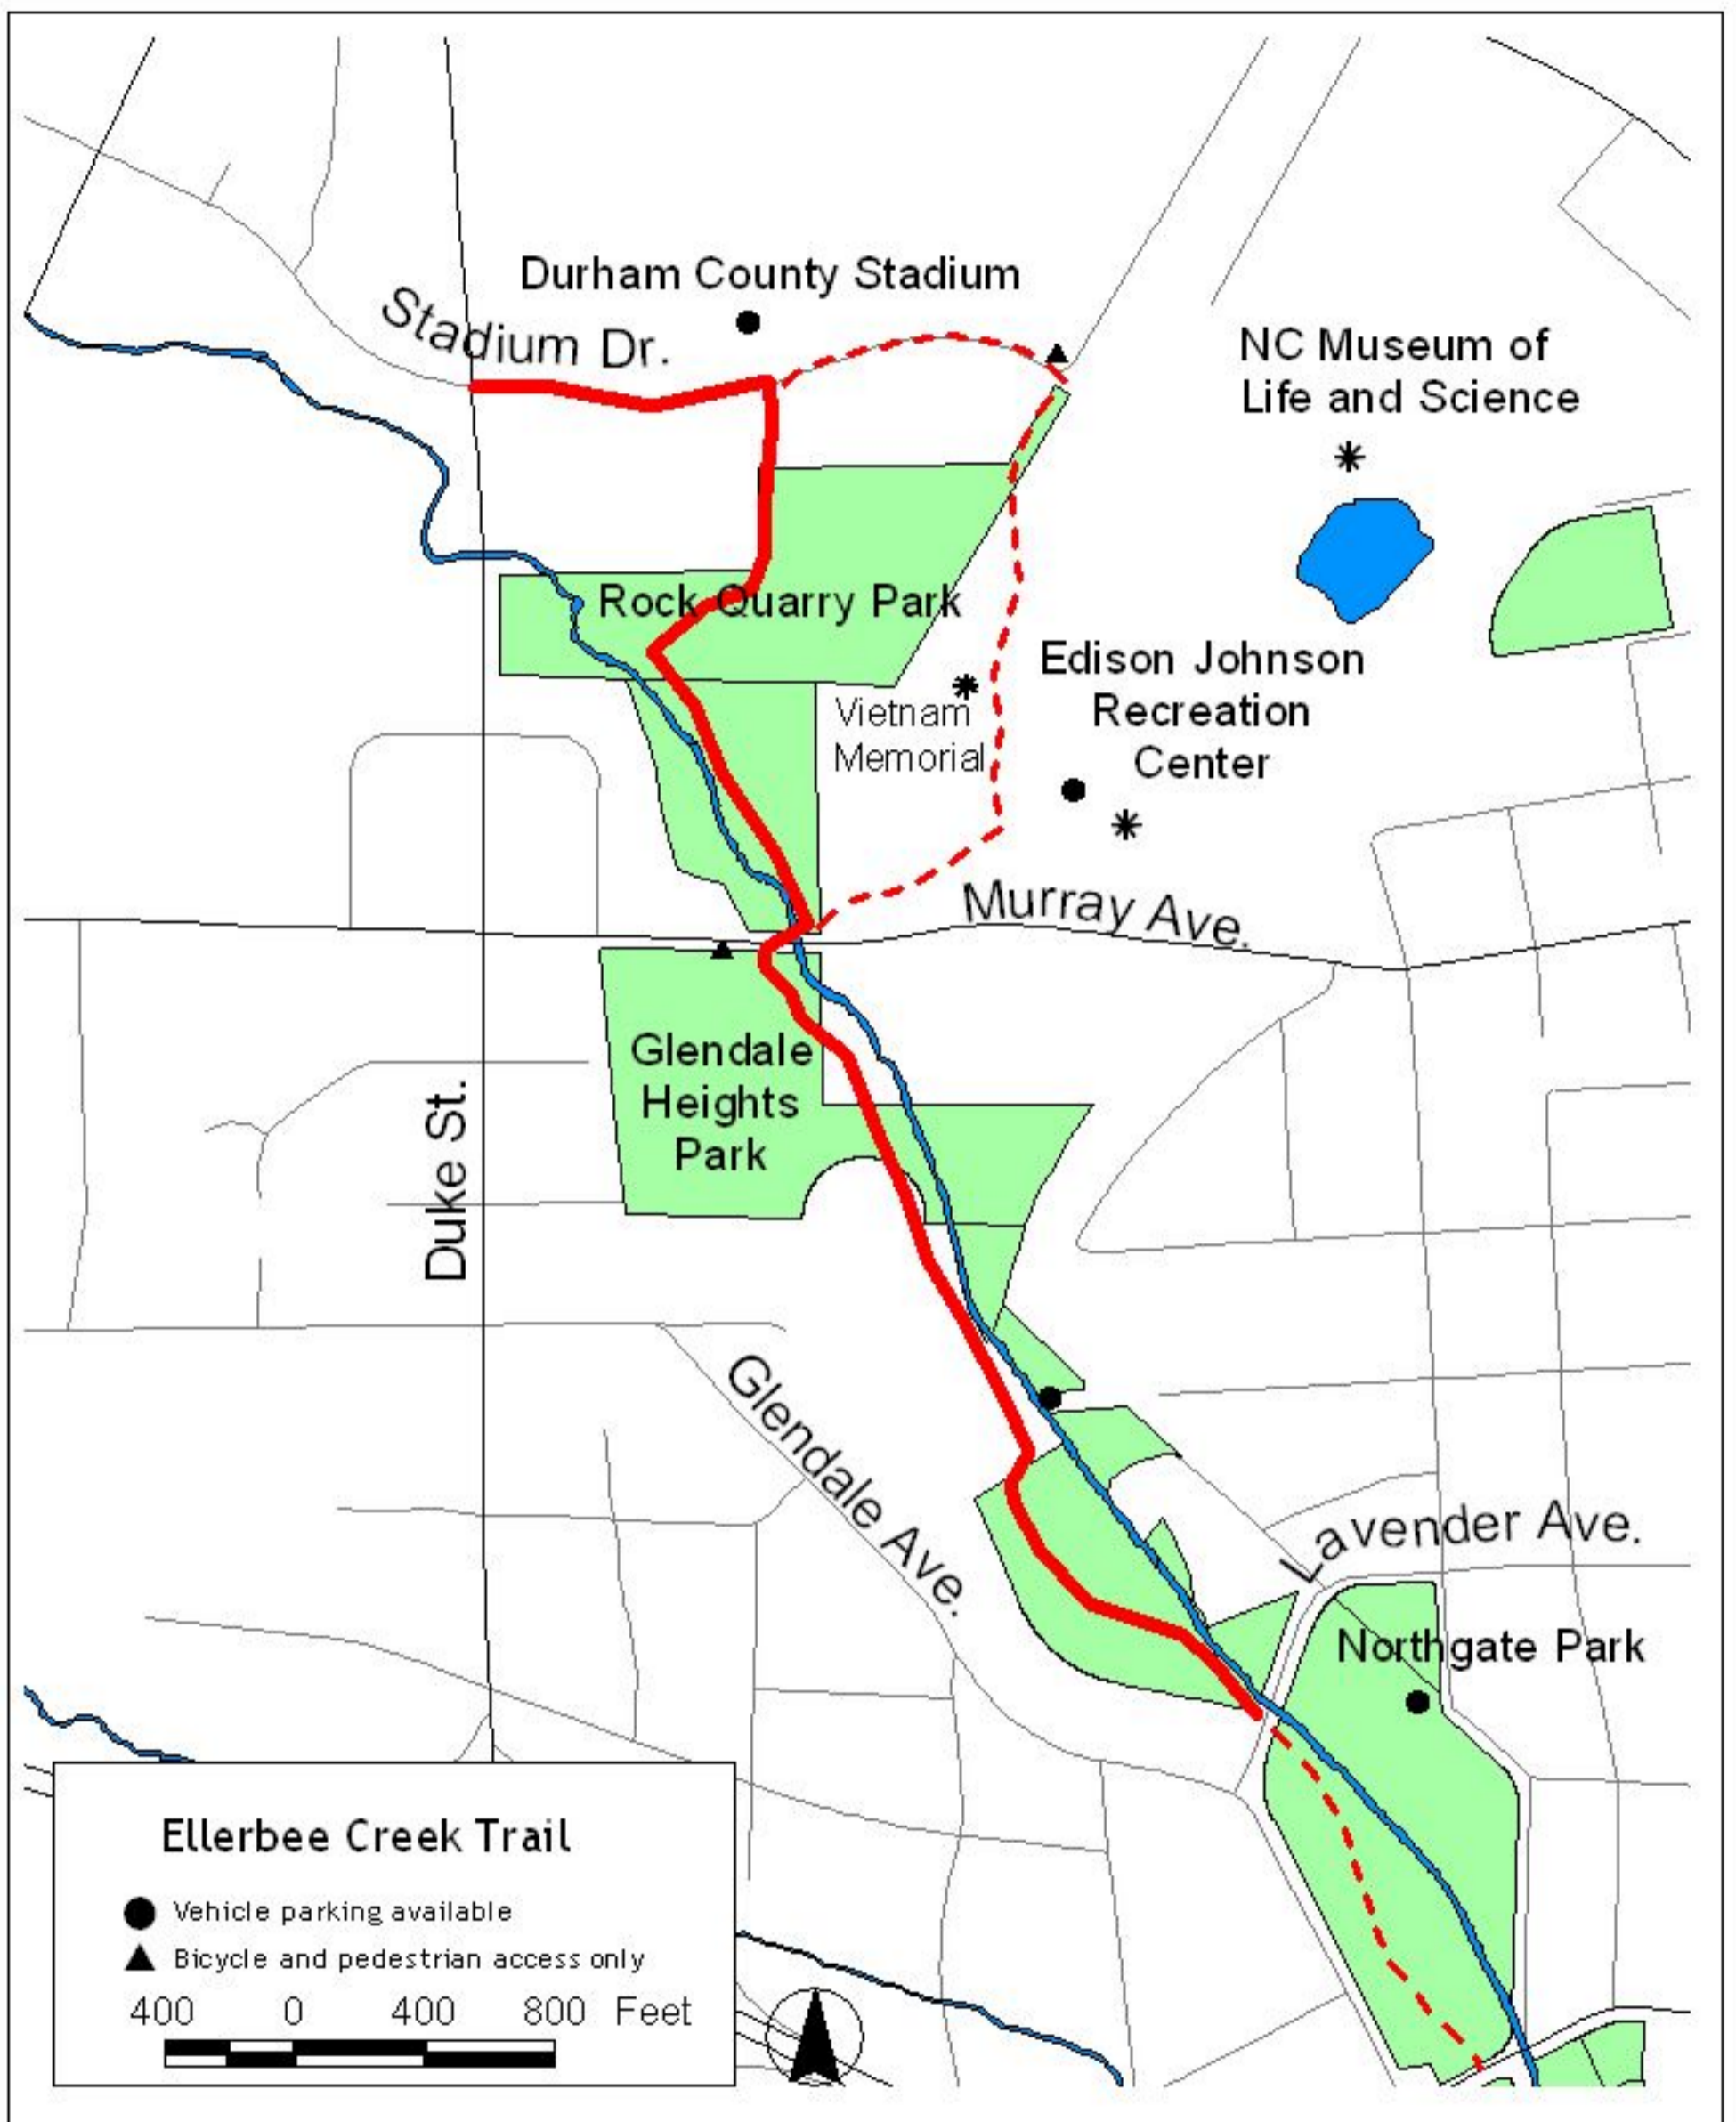 Durham County Stadium
Stadium Dr.
NC Museum of
Life and Science
Rock Quarry Park
Edison Johnson
Recreation
Center
Vietnam
Memorial
Murray Ave.
Glendale
Heights
Park
Duke St.
Glendale Ave.
Lavender Ave.
Northgate Park
Ellerbee Creek Trail
Vehicle parking available
Bicycle and pedestrian access only
400 0 400 800 Feet